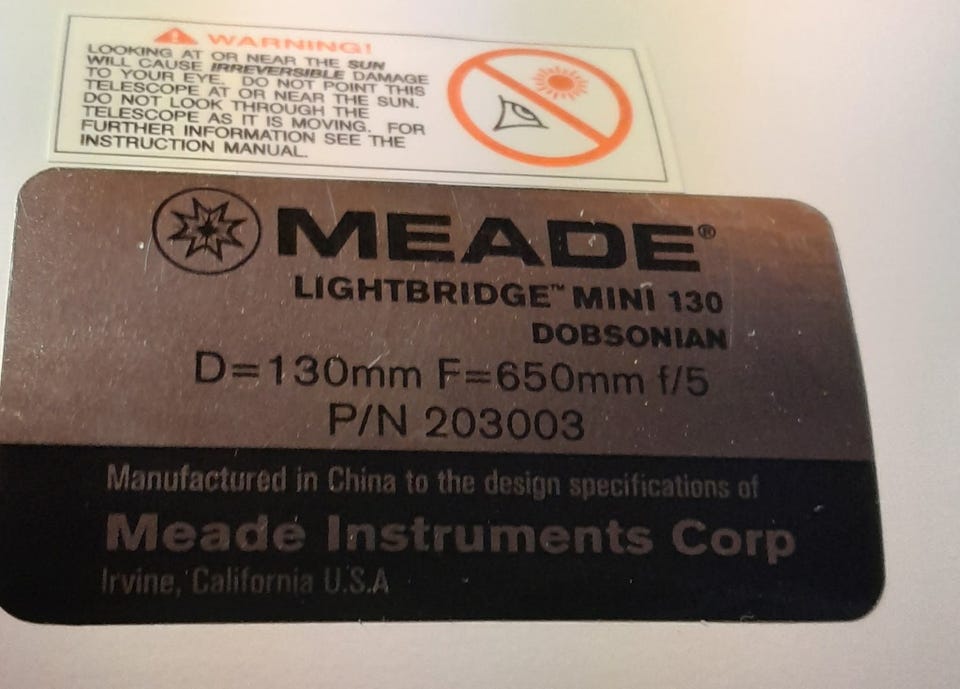 WARNING!
LOOKING AT OR NEAR THE SUN
WILL CAUSE IRREVERSIBLE DAMAGE
TO YOUR EYE. DO NOT POINT THIS
TELESCOPE AT OR NEAR THE SUN.
DO NOT LOOK THROUGH THE
TELESCOPE AS IT IS MOVING. FOR
FURTHER INFORMATION SEE THE
INSTRUCTION MANUAL.
MEADE®
LIGHTBRIDGE™ MINI 130
DOBSONIAN
D=130mm F=650mm f/5
P/N 203003
Manufactured in China to the design specifications of
Meade Instruments Corp
Irvine, California U.S.A